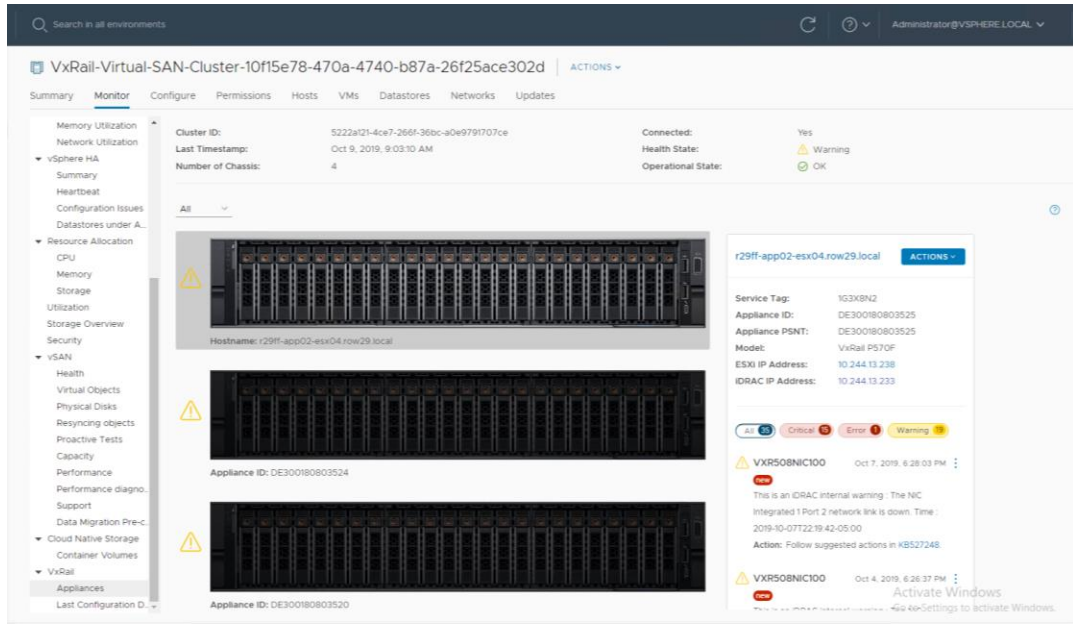 Search in all environments
Administrator@VSPHERE.LOCAL
VxRail-Virtual-SAN-Cluster-10f15e78-470a-4740-b87a-26f25ace302d
ACTIONS
Summary Monitor Configure Permissions Hosts VMs Datastores Networks Updates
Memory Utilization
Network Utilization
vSphere HA
Summary
Heartbeat
Configuration Issues
Datastores under A...
Resource Allocation
CPU
Memory
Storage
Utilization
Storage Overview
Security
vSAN
Health
Virtual Objects
Physical Disks
Resyncing objects
Proactive Tests
Capacity
Performance
Performance diagno...
Support
Data Migration Pre-c...
Cloud Native Storage
Container Volumes
VxRail
Appliances
Last Configuration D...
Cluster ID: 5222a121-4ce7-266f-36bc-a0e9791707ce
Last Timestamp: Oct 9, 2019, 9:03:10 AM
Number of Chassis: 4
Connected: Yes
Health State: Warning
Operational State: OK
All
Hostname: r29ff-app02-esx04.row29.local
Appliance ID: DE300180803524
Appliance ID: DE300180803520
r29ff-app02-esx04.row29.local
ACTIONS
Service Tag: 1G3X8N2
Appliance ID: DE300180803525
Appliance PSNT: DE300180803525
Model: VxRail P570F
ESXi IP Address: 10.244.13.238
iDRAC IP Address: 10.244.13.233
All 35 Critical 15 Error 1 Warning 19
VXR508NIC100 Oct 7, 2019, 6:28:03 PM
new
This is an iDRAC internal warning : The NIC
Integrated 1 Port 2 network link is down. Time :
2019-10-07T22:19:42-05:00
Action: Follow suggested actions in KB527248.
VXR508NIC100 Oct 4, 2019, 6:26:37 PM
new
Activate Windows
Go to Settings to activate Windows.